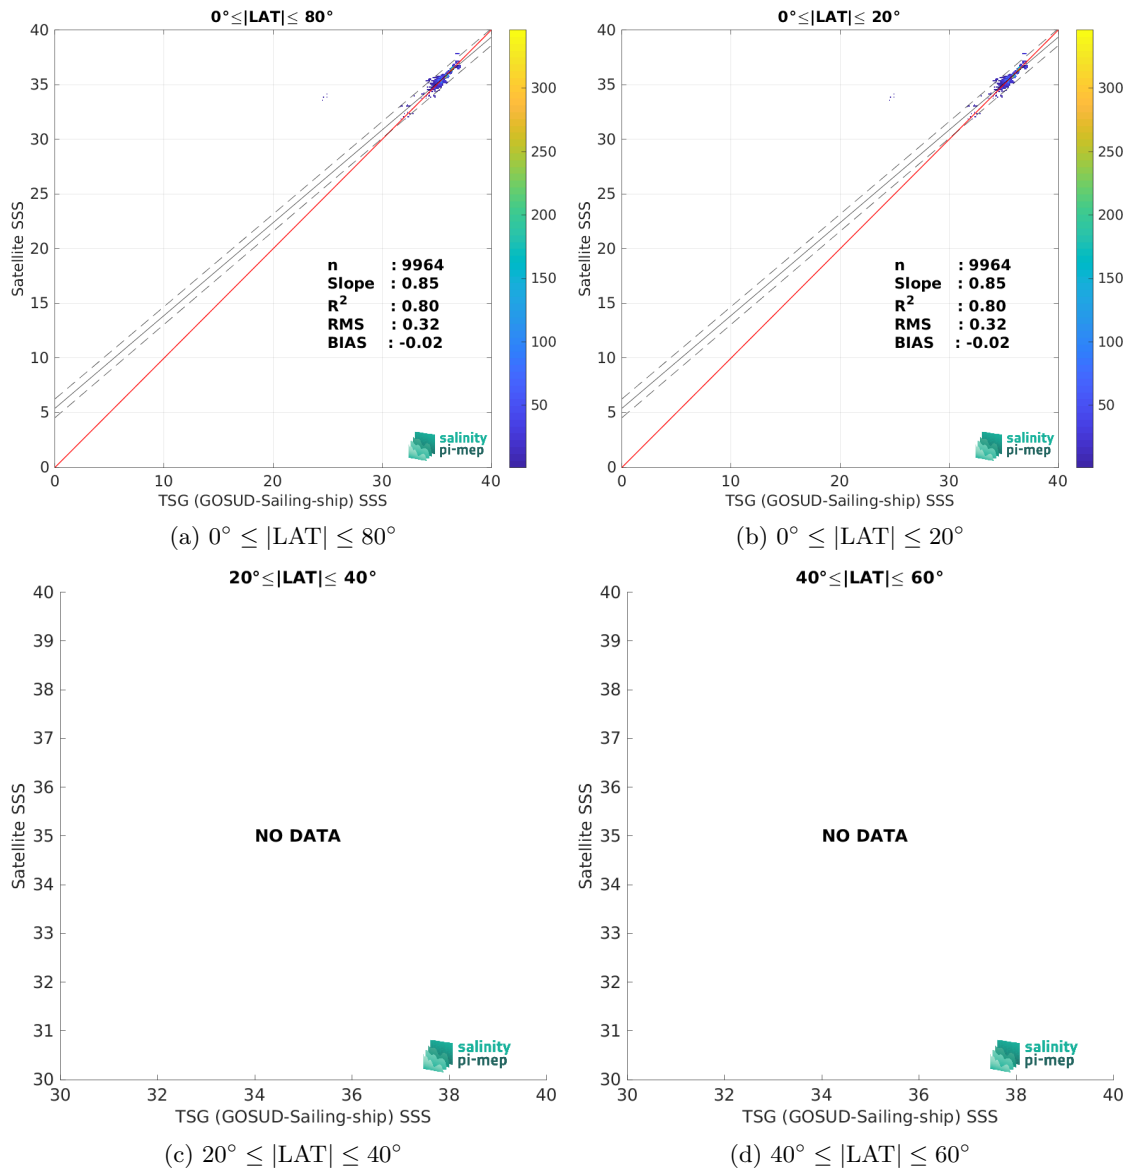 0°≤|LAT|≤ 80°
40
35
30
25
20
15
10
5
0
Satellite SSS
n : 9964
Slope : 0.85
R² : 0.80
RMS : 0.32
BIAS : -0.02
salinity
pi-mep
0 10 20 30 40
TSG (GOSUD-Sailing-ship) SSS
300
250
200
150
100
50
(a) 0° ≤ |LAT| ≤ 80°
0°≤|LAT|≤ 20°
40
35
30
25
20
15
10
5
0
Satellite SSS
n : 9964
Slope : 0.85
R² : 0.80
RMS : 0.32
BIAS : -0.02
salinity
pi-mep
0 10 20 30 40
TSG (GOSUD-Sailing-ship) SSS
300
250
200
150
100
50
(b) 0° ≤ |LAT| ≤ 20°
20°≤|LAT|≤ 40°
40
39
38
37
36
35
34
33
32
31
30
Satellite SSS
NO DATA
salinity
pi-mep
30 32 34 36 38 40
TSG (GOSUD-Sailing-ship) SSS
(c) 20° ≤ |LAT| ≤ 40°
40°≤|LAT|≤ 60°
40
39
38
37
36
35
34
33
32
31
30
Satellite SSS
NO DATA
salinity
pi-mep
30 32 34 36 38 40
TSG (GOSUD-Sailing-ship) SSS
(d) 40° ≤ |LAT| ≤ 60°